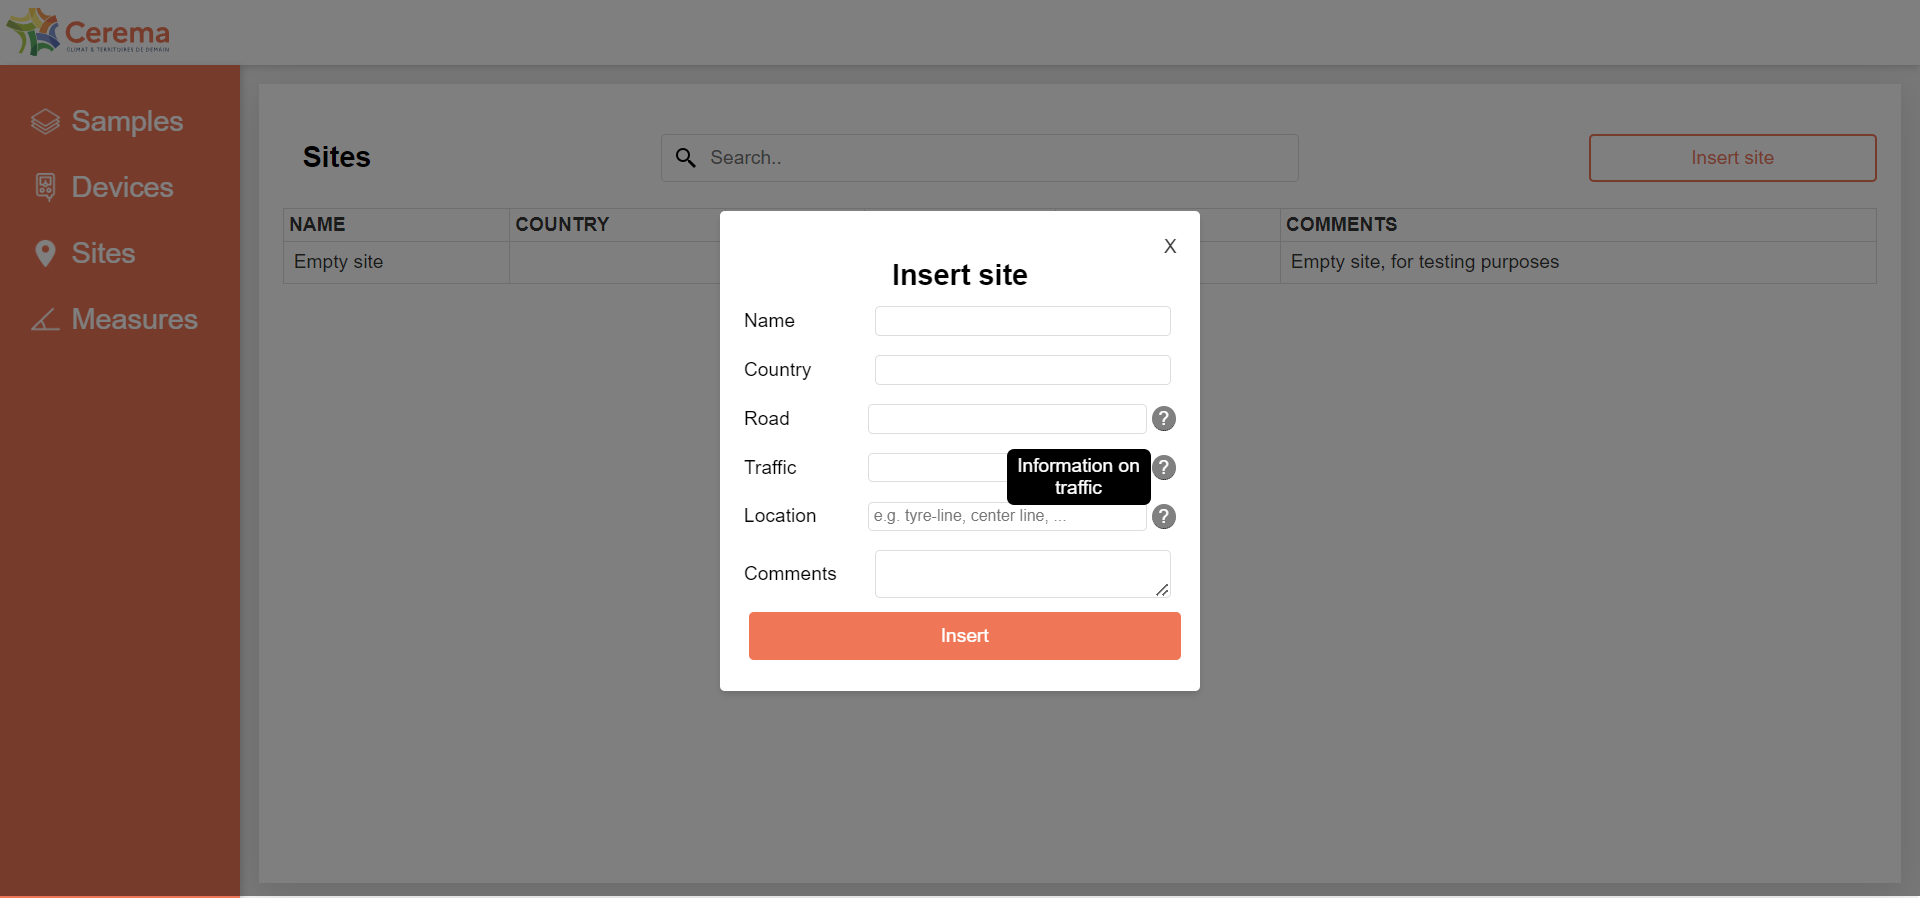 Cerema
CLIMAT & TERRITOIRES DE DEMAIN
Samples
Devices
Sites
Measures
Sites
Search..
Insert site
NAME COUNTRY COMMENTS
Empty site Empty site, for testing purposes
X
Insert site
Name
Country
Road ?
Traffic ?
Information on
traffic
Location e.g. tyre-line, center line, ... ?
Comments
Insert